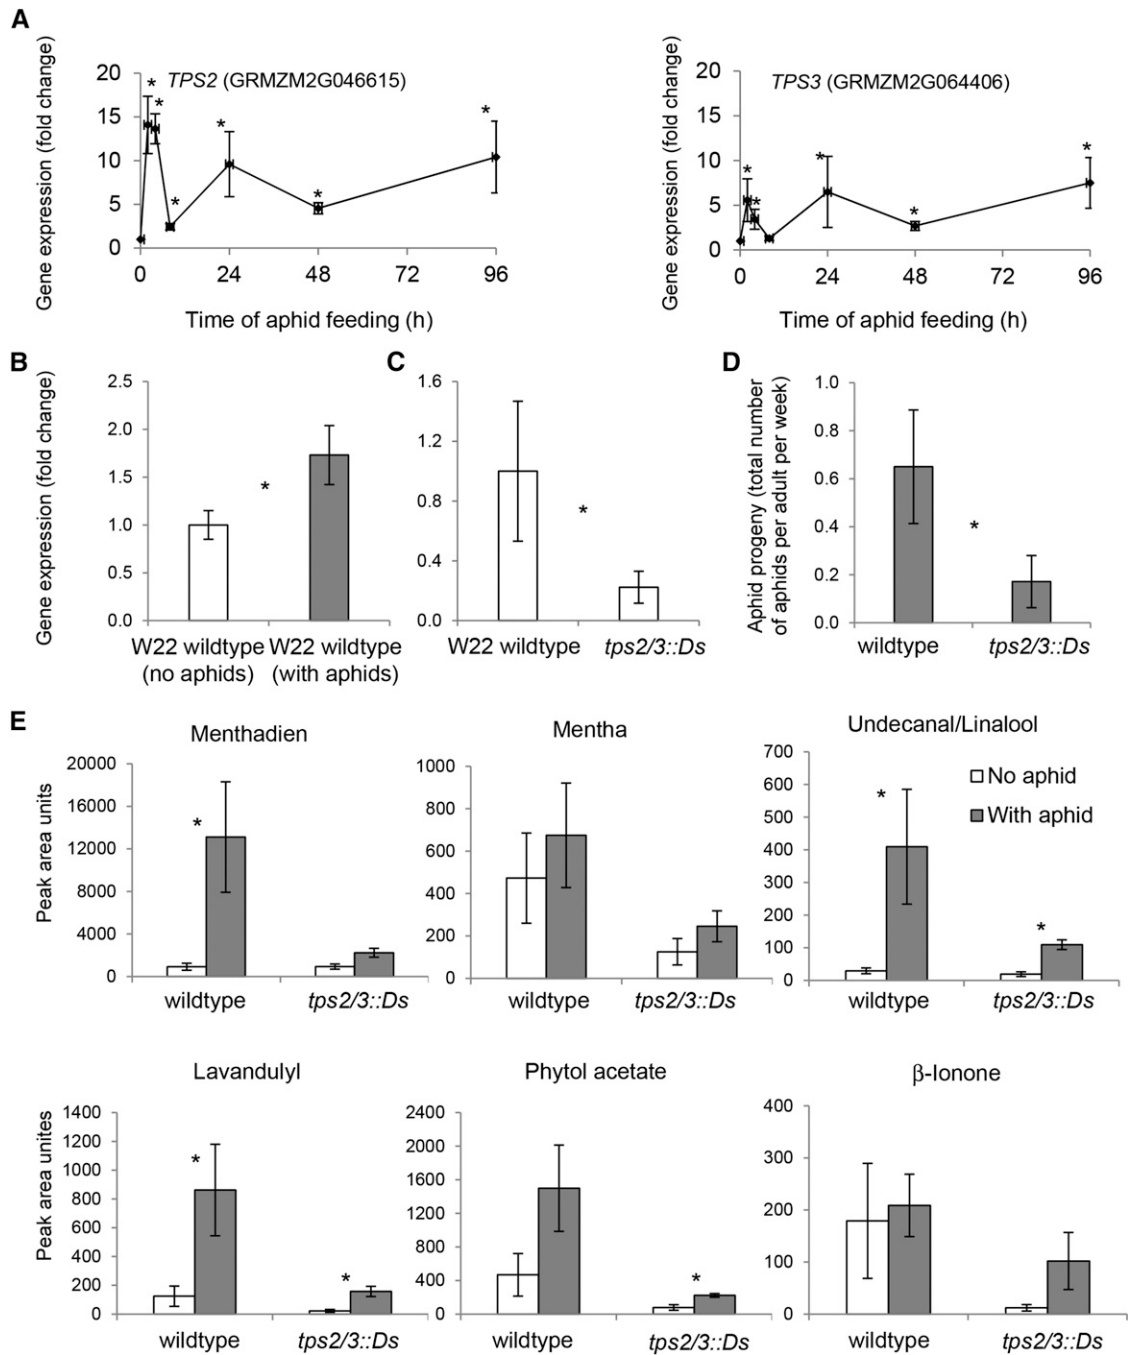 A
Gene expression (fold change)
20
15
10
5
0
*
*
*
*
*
*
TPS2 (GRMZM2G046615)
0 24 48 72 96
Time of aphid feeding (h)
Gene expression (fold change)
20
15
10
5
0
*
*
*
*
*
TPS3 (GRMZM2G064406)
0 24 48 72 96
Time of aphid feeding (h)
B
Gene expression (fold change)
2.5
2.0
1.5
1.0
0.5
0.0
*
W22 wildtype W22 wildtype
(no aphids) (with aphids)
C
1.6
1.2
0.8
0.4
0.0
*
W22 wildtype tps2/3::Ds
D
Aphid progeny (total number
of aphids per adult per week)
1.0
0.8
0.6
0.4
0.2
0.0
*
wildtype tps2/3::Ds
E
Menthadien
Peak area units
20000
16000
12000
8000
4000
0
*
wildtype tps2/3::Ds
Mentha
1000
800
600
400
200
0
wildtype tps2/3::Ds
Undecanal/Linalool
700
600
500
400
300
200
100
0
*
*
No aphid
With aphid
wildtype tps2/3::Ds
Lavandulyl
Peak area unites
1400
1200
1000
800
600
400
200
0
*
*
wildtype tps2/3::Ds
Phytol acetate
2400
2000
1600
1200
800
400
0
*
wildtype tps2/3::Ds
β-Ionone
400
300
200
100
0
wildtype tps2/3::Ds